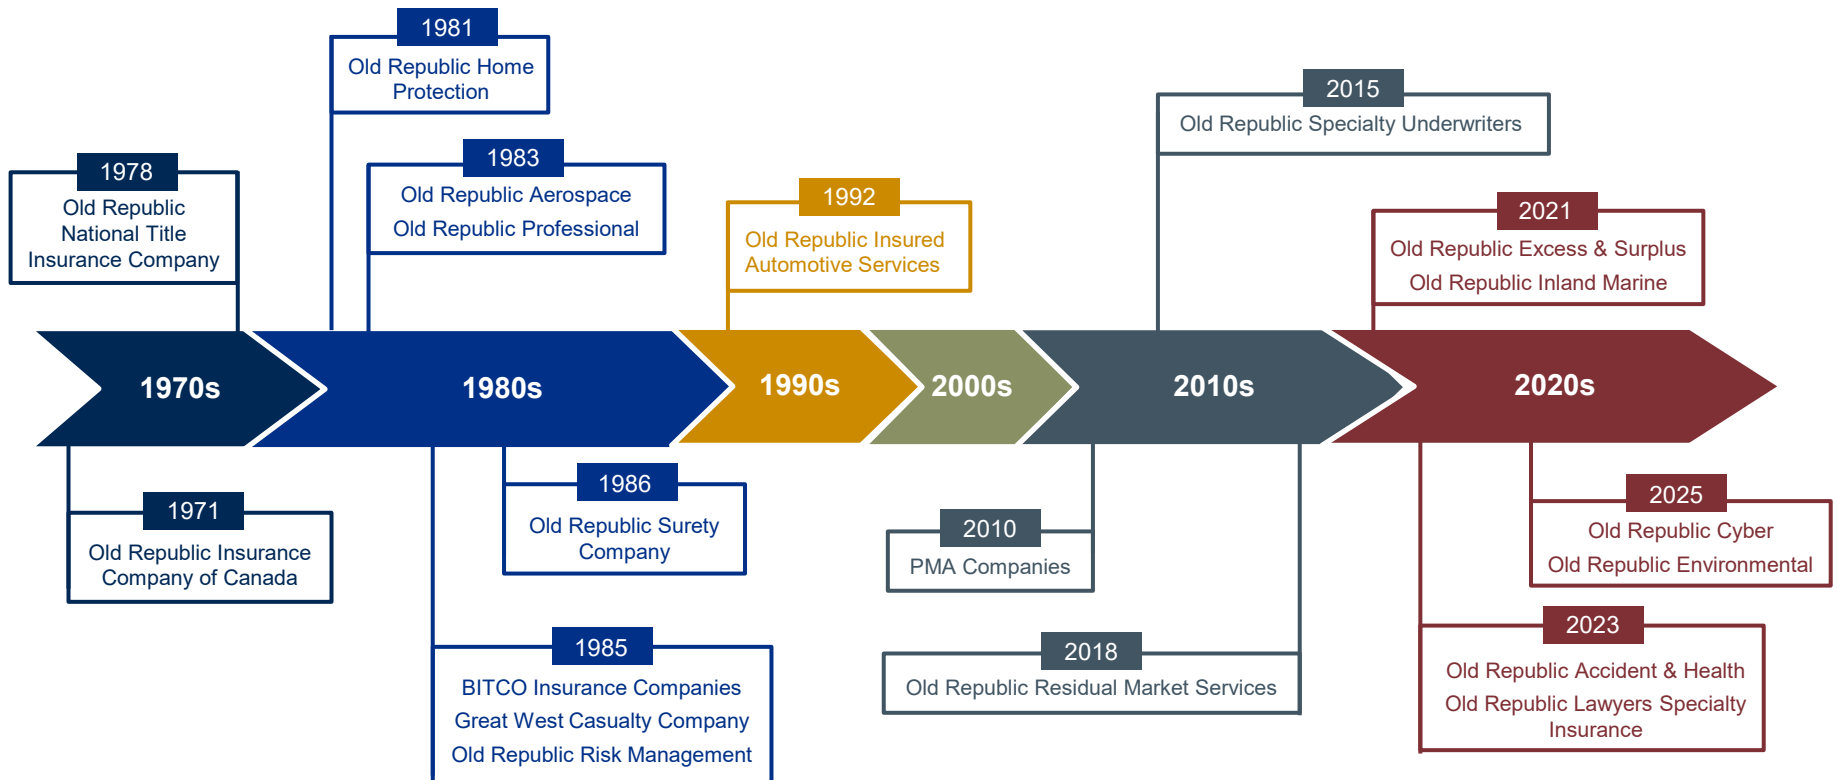 1981
Old Republic Home
Protection
2015
Old Republic Specialty Underwriters
1983
Old Republic Aerospace
Old Republic Professional
1978
Old Republic
National Title
Insurance Company
1992
Old Republic Insured
Automotive Services
2021
Old Republic Excess & Surplus
Old Republic Inland Marine
1970s
1980s
1990s
2000s
2010s
2020s
1971
Old Republic Insurance
Company of Canada
1986
Old Republic Surety
Company
2010
PMA Companies
2025
Old Republic Cyber
Old Republic Environmental
1985
BITCO Insurance Companies
Great West Casualty Company
Old Republic Risk Management
2018
Old Republic Residual Market Services
2023
Old Republic Accident & Health
Old Republic Lawyers Specialty
Insurance